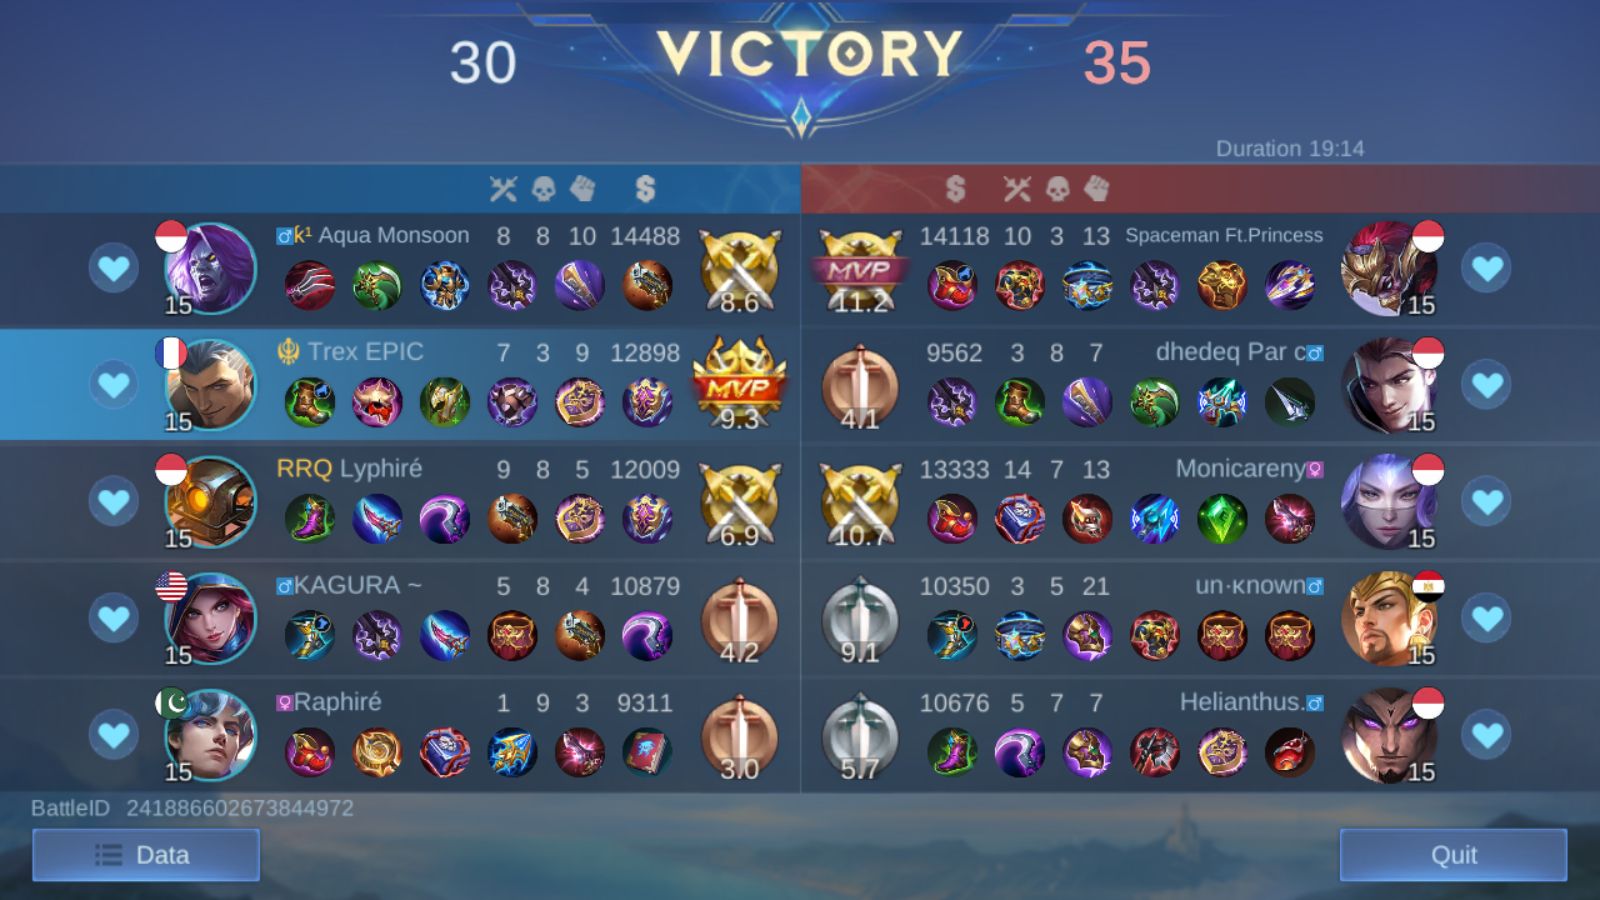 30 VICTORY 35
Duration 19:14
k¹ Aqua Monsoon 8 8 10 14488
15 8.6
MVP 14118 10 3 13 Spaceman Ft.Princess
11.2 15
Trex EPIC 7 3 9 12898 MVP
15 9.3
9562 3 8 7 dhedeq Par c
4.1 15
RRQ Lyphiré 9 8 5 12009
15 6.9
13333 14 7 13 Monicareny
10.7 15
KAGURA ~ 5 8 4 10879
15 4.2
10350 3 5 21 un·ĸnown
9.1 15
Raphiré 1 9 3 9311
15 3.0
10676 5 7 7 Helianthus.
5.7 15
BattleID 241886602673844972
Data Quit